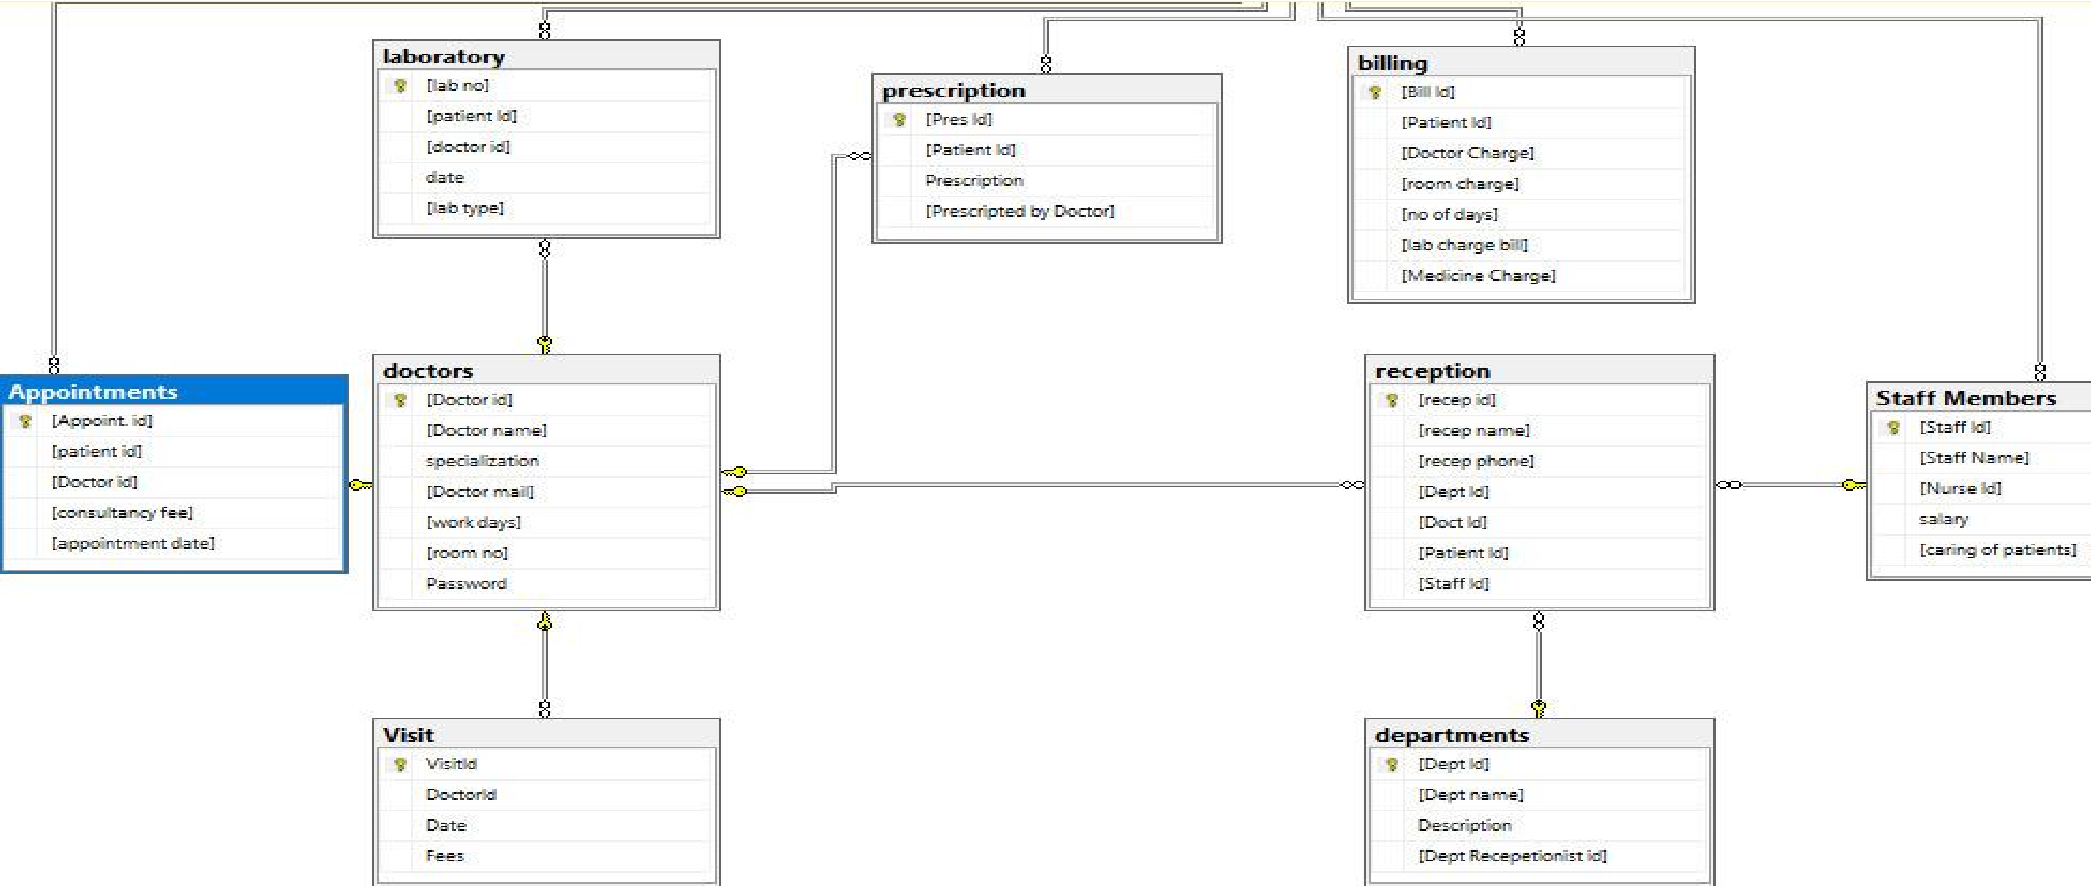 laboratory
[lab no]
[patient Id]
[doctor id]
date
[lab type]
prescription
[Pres Id]
[Patient Id]
Prescription
[Prescripted by Doctor]
billing
[Bill Id]
[Patient Id]
[Doctor Charge]
[room charge]
[no of days]
[lab charge bill]
[Medicine Charge]
Appointments
[Appoint. id]
[patient id]
[Doctor id]
[consultancy fee]
[appointment date]
doctors
[Doctor id]
[Doctor name]
specialization
[Doctor mail]
[work days]
[room no]
Password
reception
[recep id]
[recep name]
[recep phone]
[Dept Id]
[Doct Id]
[Patient Id]
[Staff Id]
Staff Members
[Staff Id]
[Staff Name]
[Nurse Id]
salary
[caring of patients]
Visit
VisitId
DoctorId
Date
Fees
departments
[Dept Id]
[Dept name]
Description
[Dept Recepetionist id]